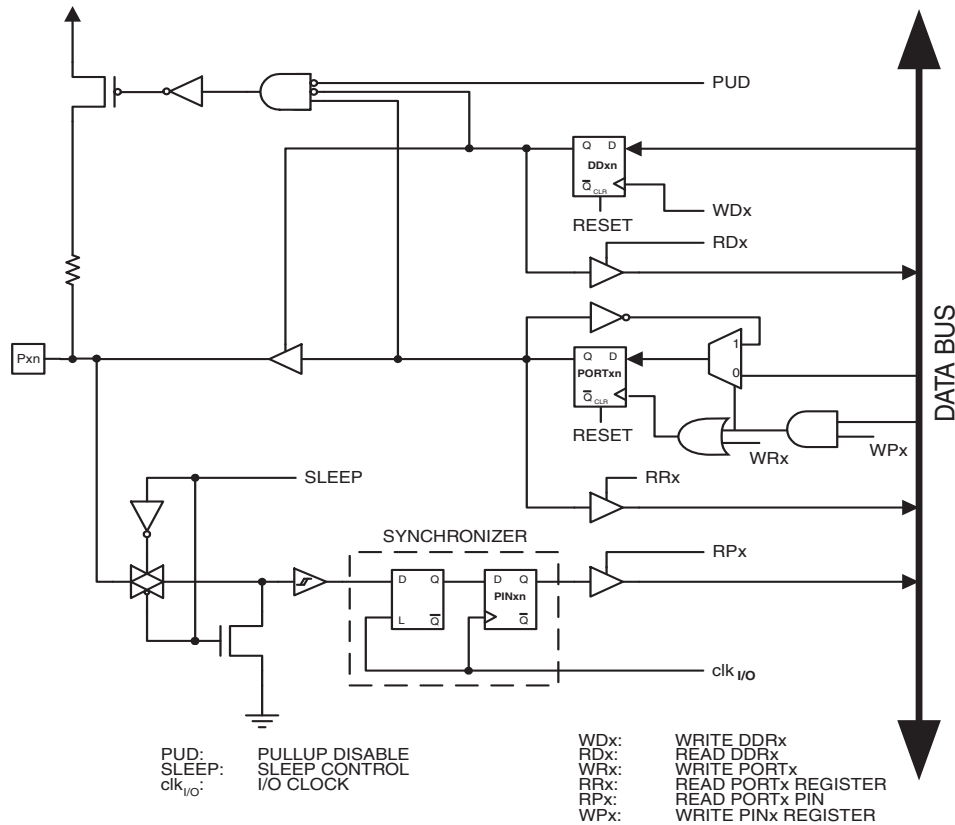 PUD
Q D
DDxn
Q CLR
WDx
RESET
RDx
Pxn
1
Q D
PORTxn
0
Q CLR
RESET
WRx
WPx
DATA BUS
SLEEP
RRx
SYNCHRONIZER
RPx
D Q
L Q
D Q
PINxn
Q
clk I/O
PUD: PULLUP DISABLE
SLEEP: SLEEP CONTROL
clk I/O: I/O CLOCK
WDx: WRITE DDRx
RDx: READ DDRx
WRx: WRITE PORTx
RRx: READ PORTx REGISTER
RPx: READ PORTx PIN
WPx: WRITE PINx REGISTER